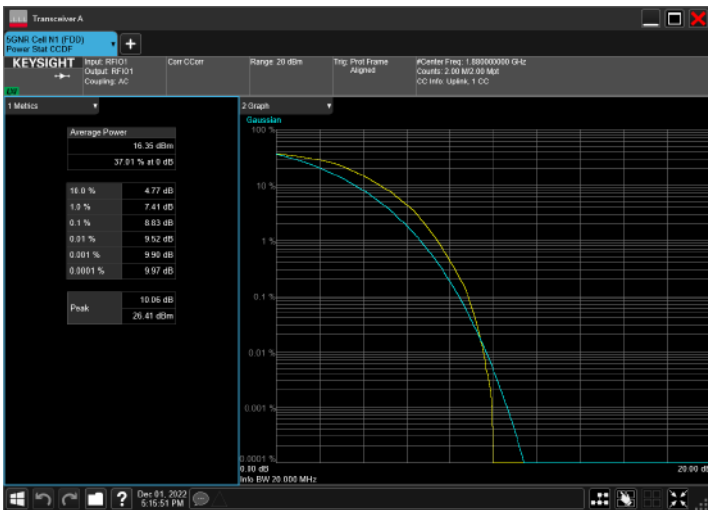 Transceiver A
5GNR Cell N1 (FDD)
Power Stat CCDF
KEYSIGHT
Input: RFIO1
Output: RFIO1
Coupling: AC
Corr CCorr
Range: 20 dBm
Trig: Prot Frame
Aligned
#Center Freq: 1.880000000 GHz
Counts: 2.00 M/2.00 Mpt
CC Info: Uplink, 1 CC
1 Metrics
Average Power
16.35 dBm
37.01 % at 0 dB
10.0 % 4.77 dB
1.0 % 7.41 dB
0.1 % 8.83 dB
0.01 % 9.52 dB
0.001 % 9.90 dB
0.0001 % 9.97 dB
Peak
10.06 dB
26.41 dBm
2 Graph
Gaussian
100 %
10 %
1 %
0.1 %
0.01 %
0.001 %
0.0001 %
0.00 dB
20.00 dB
Info BW 20.000 MHz
Dec 01, 2022
5:15:51 PM